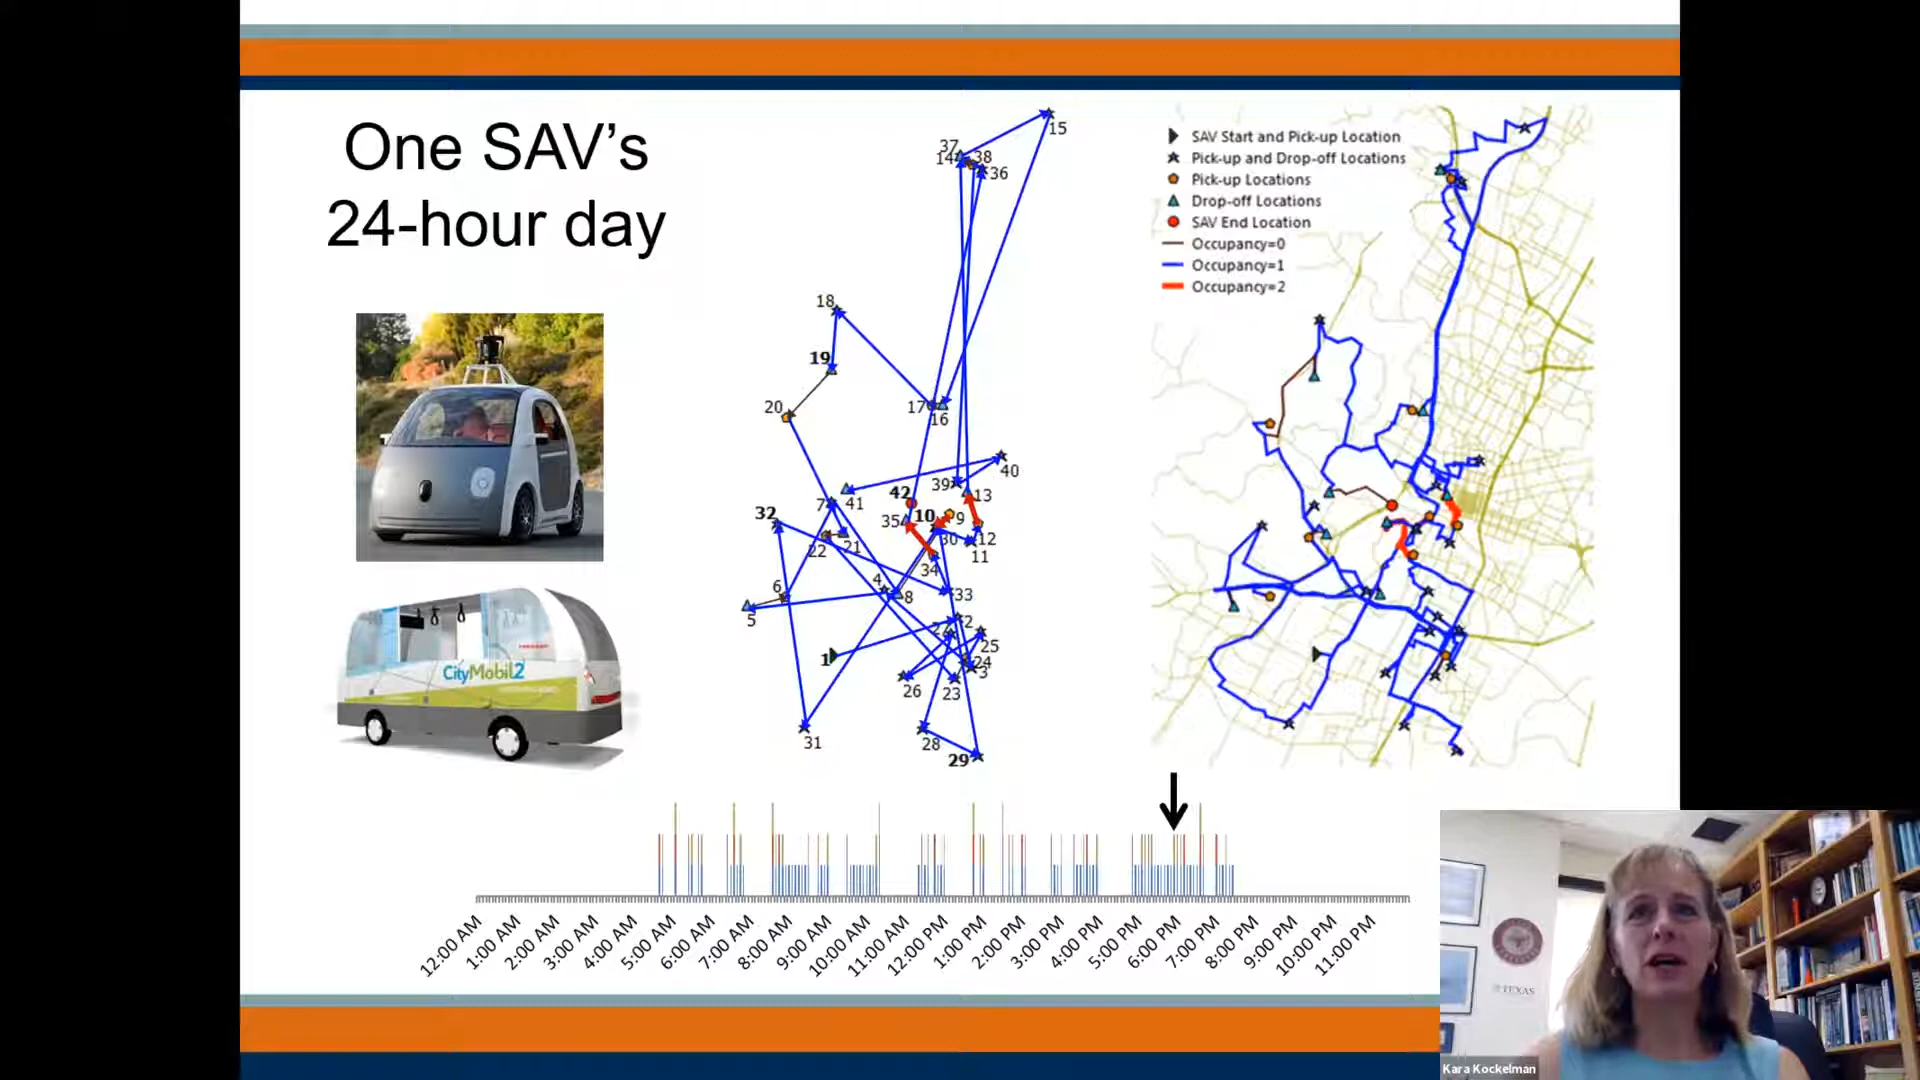 One SAV's
24-hour day
CityMobil2
37
15
14
38
36
18
19
20
17
16
40
39
13
41
42
7
32
35
10
9
12
30
11
22
21
34
6
4
8
33
5
2
25
1
24
3
26
23
31
28
29
SAV Start and Pick-up Location
Pick-up and Drop-off Locations
Pick-up Locations
Drop-off Locations
SAV End Location
Occupancy=0
Occupancy=1
Occupancy=2
12:00 AM
1:00 AM
2:00 AM
3:00 AM
4:00 AM
5:00 AM
6:00 AM
7:00 AM
8:00 AM
9:00 AM
10:00 AM
11:00 AM
12:00 PM
1:00 PM
2:00 PM
3:00 PM
4:00 PM
5:00 PM
6:00 PM
7:00 PM
8:00 PM
9:00 PM
10:00 PM
11:00 PM
TEXAS
Kara Kockelman